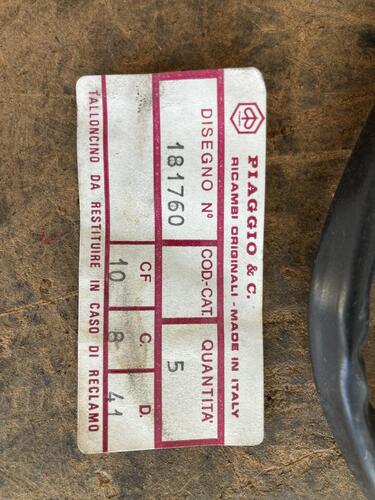 PIAGGIO & C.
RICAMBI ORIGINALI - MADE IN ITALY
DISEGNO N° COD-CAT. QUANTITA'
181760 5
CF C. D.
10 8 41
TALLONCINO DA RESTITUIRE IN CASO DI RECLAMO